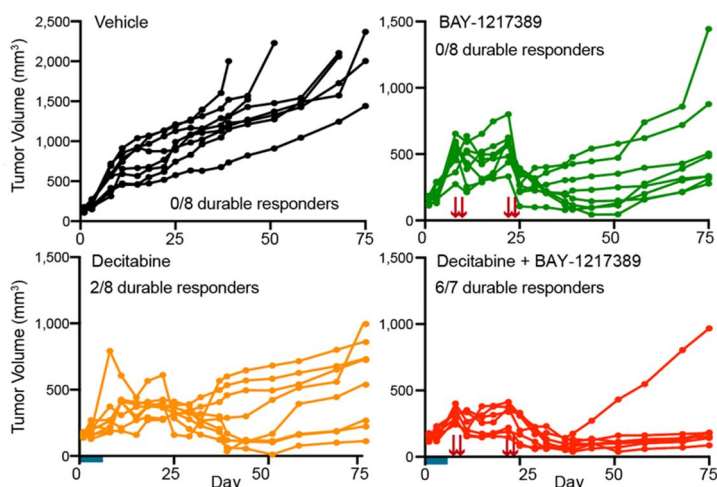 Vehicle
2,500
2,000
1,500
1,000
500
0
0/8 durable responders
0 25 50 75
Tumor Volume (mm³)
BAY-1217389
0/8 durable responders
1,500
1,000
500
0
0 25 50 75
Decitabine
2/8 durable responders
1,500
1,000
500
0
0 25 50 75
Tumor Volume (mm³)
Day
Decitabine + BAY-1217389
6/7 durable responders
1,500
1,000
500
0
0 25 50 75
Day